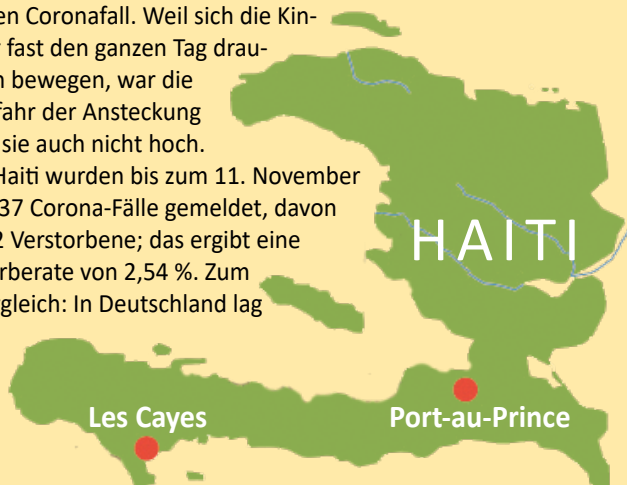 en Coronafall. Weil sich die Kin-
fast den ganzen Tag drau-
bewegen, war die
fahr der Ansteckung
sie auch nicht hoch.
Haiti wurden bis zum 11. November
37 Corona-Fälle gemeldet, davon
2 Verstorbene; das ergibt eine
rberate von 2,54 %. Zum
gleich: In Deutschland lag
HAITI
Les Cayes
Port-au-Prince